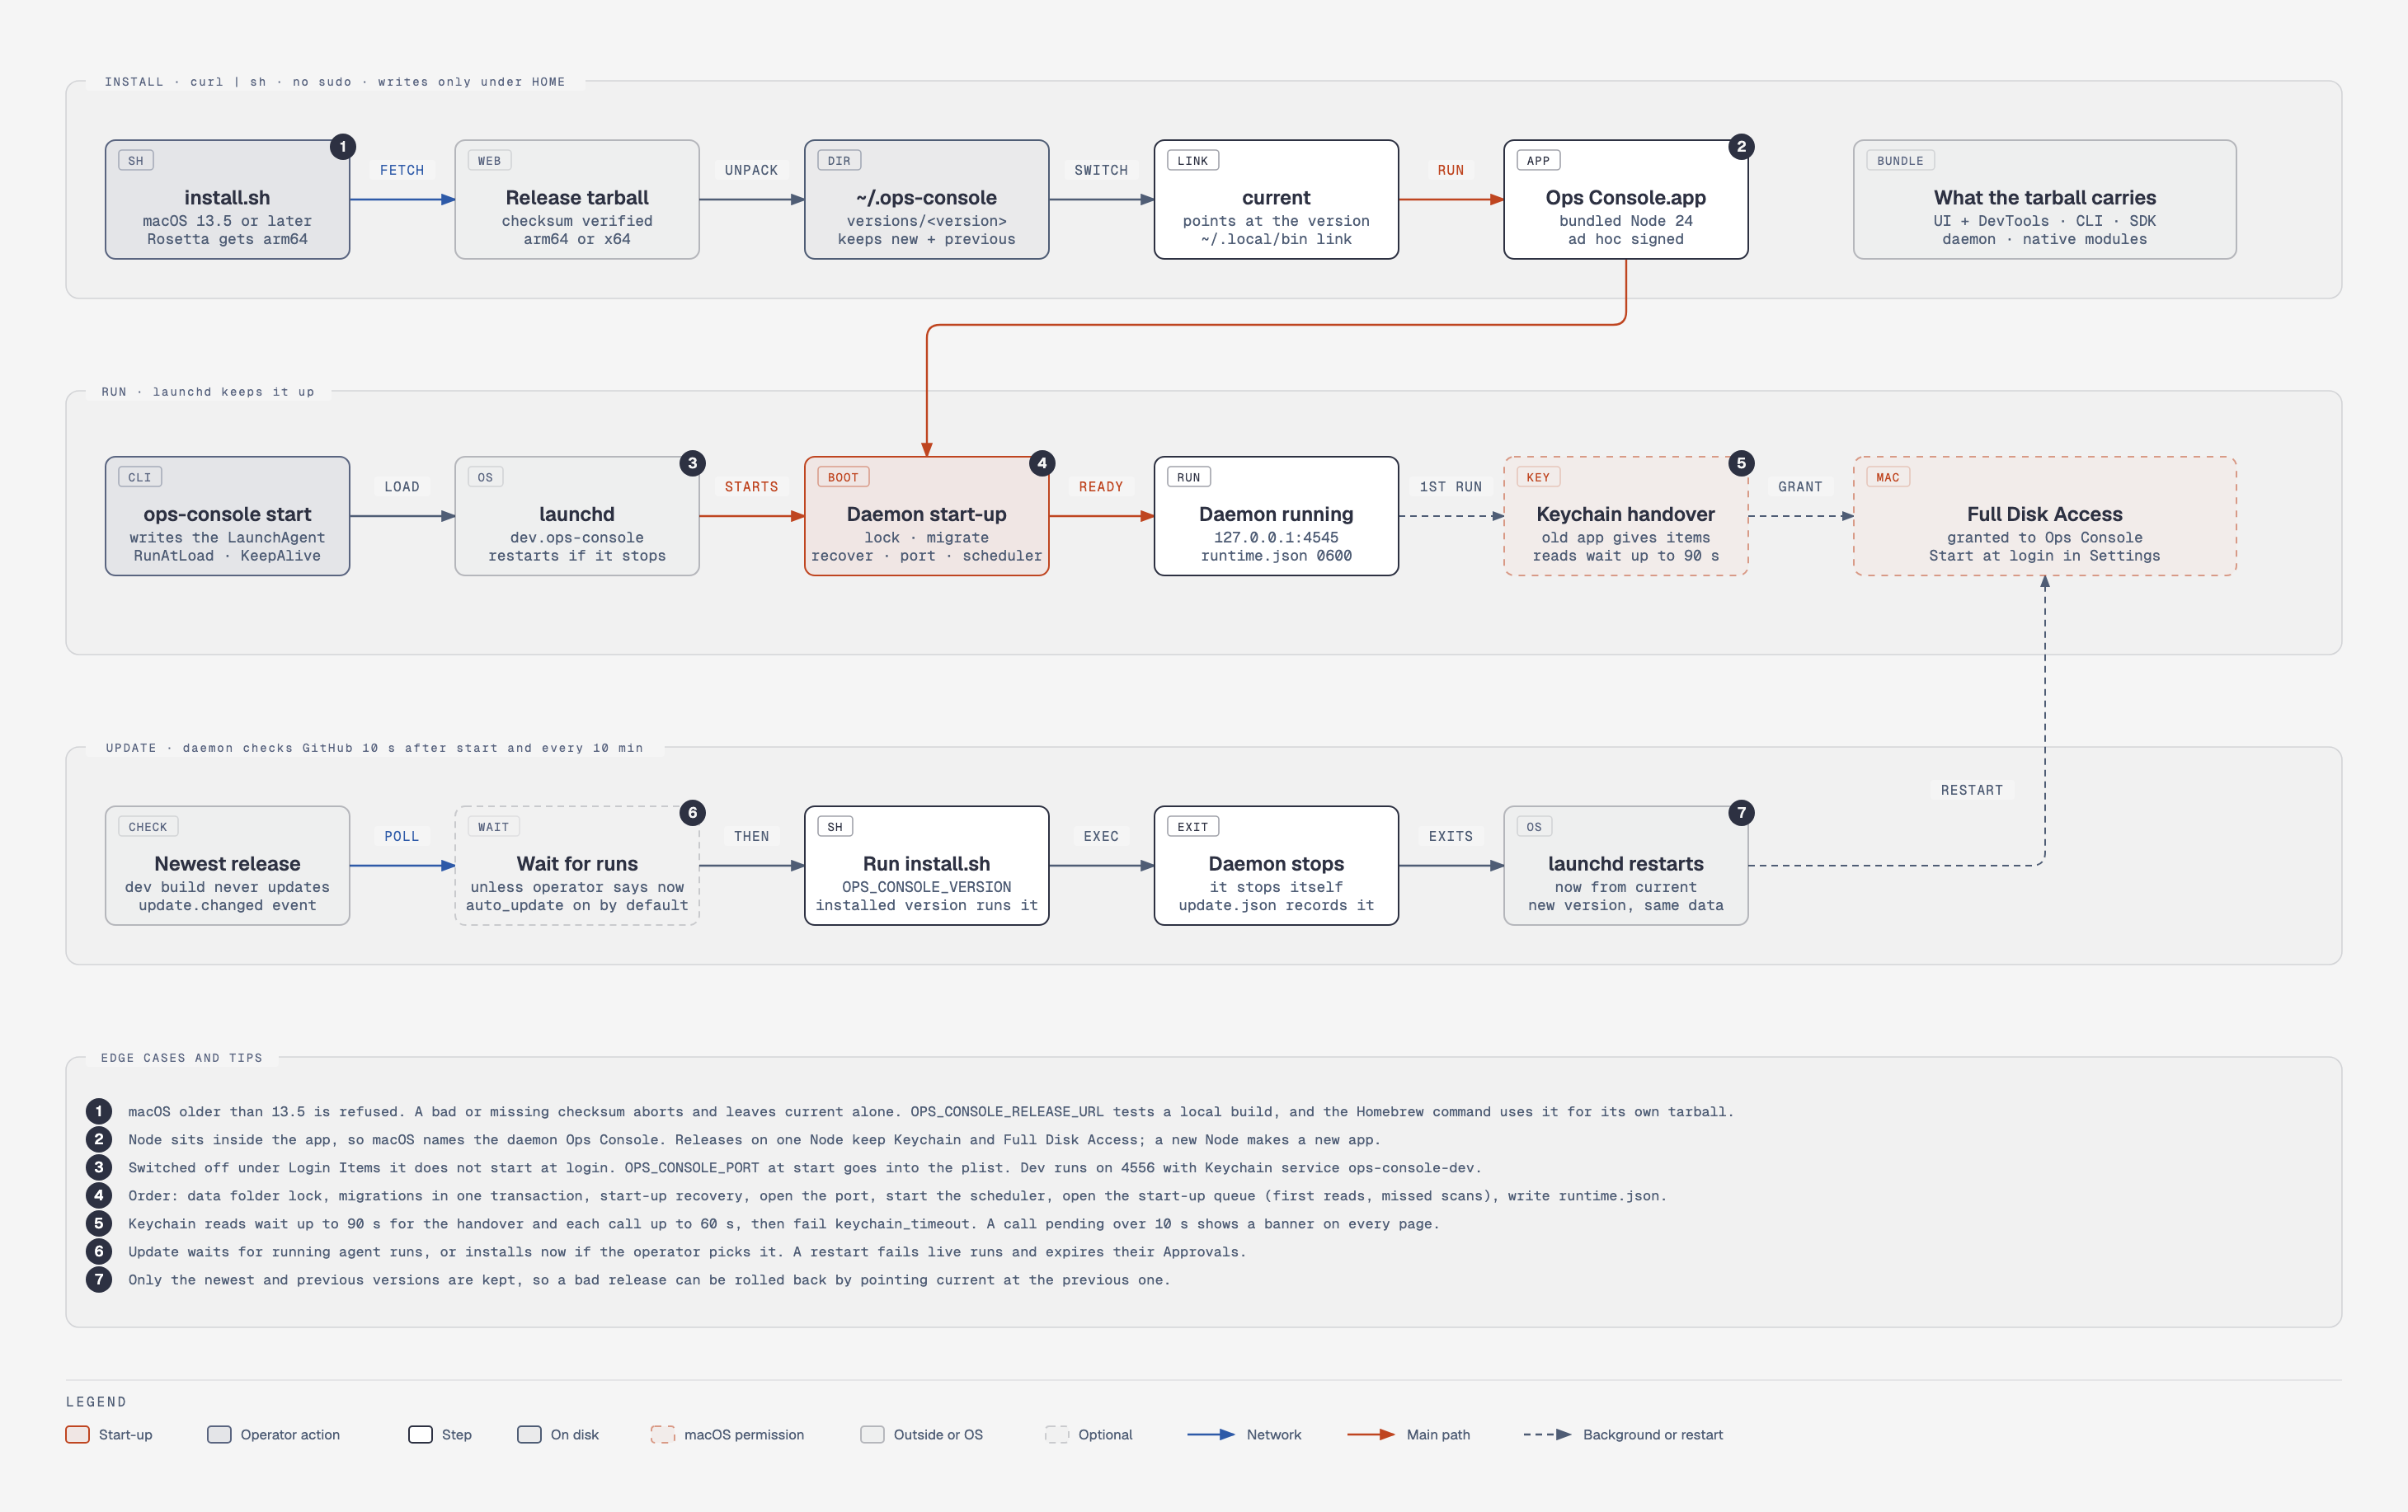 INSTALL · curl | sh · no sudo · writes only under HOME
1
SH
install.sh
macOS 13.5 or later
Rosetta gets arm64
FETCH
WEB
Release tarball
checksum verified
arm64 or x64
UNPACK
DIR
~/.ops-console
versions/<version>
keeps new + previous
SWITCH
LINK
current
points at the version
~/.local/bin link
RUN
2
APP
Ops Console.app
bundled Node 24
ad hoc signed
BUNDLE
What the tarball carries
UI + DevTools · CLI · SDK
daemon · native modules
RUN · launchd keeps it up
CLI
ops-console start
writes the LaunchAgent
RunAtLoad · KeepAlive
LOAD
3
OS
launchd
dev.ops-console
restarts if it stops
STARTS
4
BOOT
Daemon start-up
lock · migrate
recover · port · scheduler
READY
RUN
Daemon running
127.0.0.1:4545
runtime.json 0600
1ST RUN
5
KEY
Keychain handover
old app gives items
reads wait up to 90 s
GRANT
MAC
Full Disk Access
granted to Ops Console
Start at login in Settings
UPDATE · daemon checks GitHub 10 s after start and every 10 min
CHECK
Newest release
dev build never updates
update.changed event
POLL
6
WAIT
Wait for runs
unless operator says now
auto_update on by default
THEN
SH
Run install.sh
OPS_CONSOLE_VERSION
installed version runs it
EXEC
EXIT
Daemon stops
it stops itself
update.json records it
EXITS
7
OS
launchd restarts
now from current
new version, same data
RESTART
EDGE CASES AND TIPS
1 macOS older than 13.5 is refused. A bad or missing checksum aborts and leaves current alone. OPS_CONSOLE_RELEASE_URL tests a local build, and the Homebrew command uses it for its own tarball.
2 Node sits inside the app, so macOS names the daemon Ops Console. Releases on one Node keep Keychain and Full Disk Access; a new Node makes a new app.
3 Switched off under Login Items it does not start at login. OPS_CONSOLE_PORT at start goes into the plist. Dev runs on 4556 with Keychain service ops-console-dev.
4 Order: data folder lock, migrations in one transaction, start-up recovery, open the port, start the scheduler, open the start-up queue (first reads, missed scans), write runtime.json.
5 Keychain reads wait up to 90 s for the handover and each call up to 60 s, then fail keychain_timeout. A call pending over 10 s shows a banner on every page.
6 Update waits for running agent runs, or installs now if the operator picks it. A restart fails live runs and expires their Approvals.
7 Only the newest and previous versions are kept, so a bad release can be rolled back by pointing current at the previous one.
LEGEND
Start-up
Operator action
Step
On disk
macOS permission
Outside or OS
Optional
Network
Main path
Background or restart